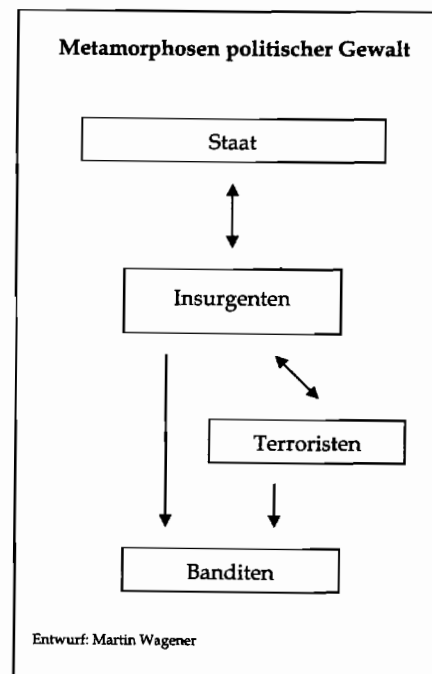 Metamorphosen politischer Gewalt
Staat
Insurgenten
Terroristen
Banditen
Entwurf: Martin Wagener